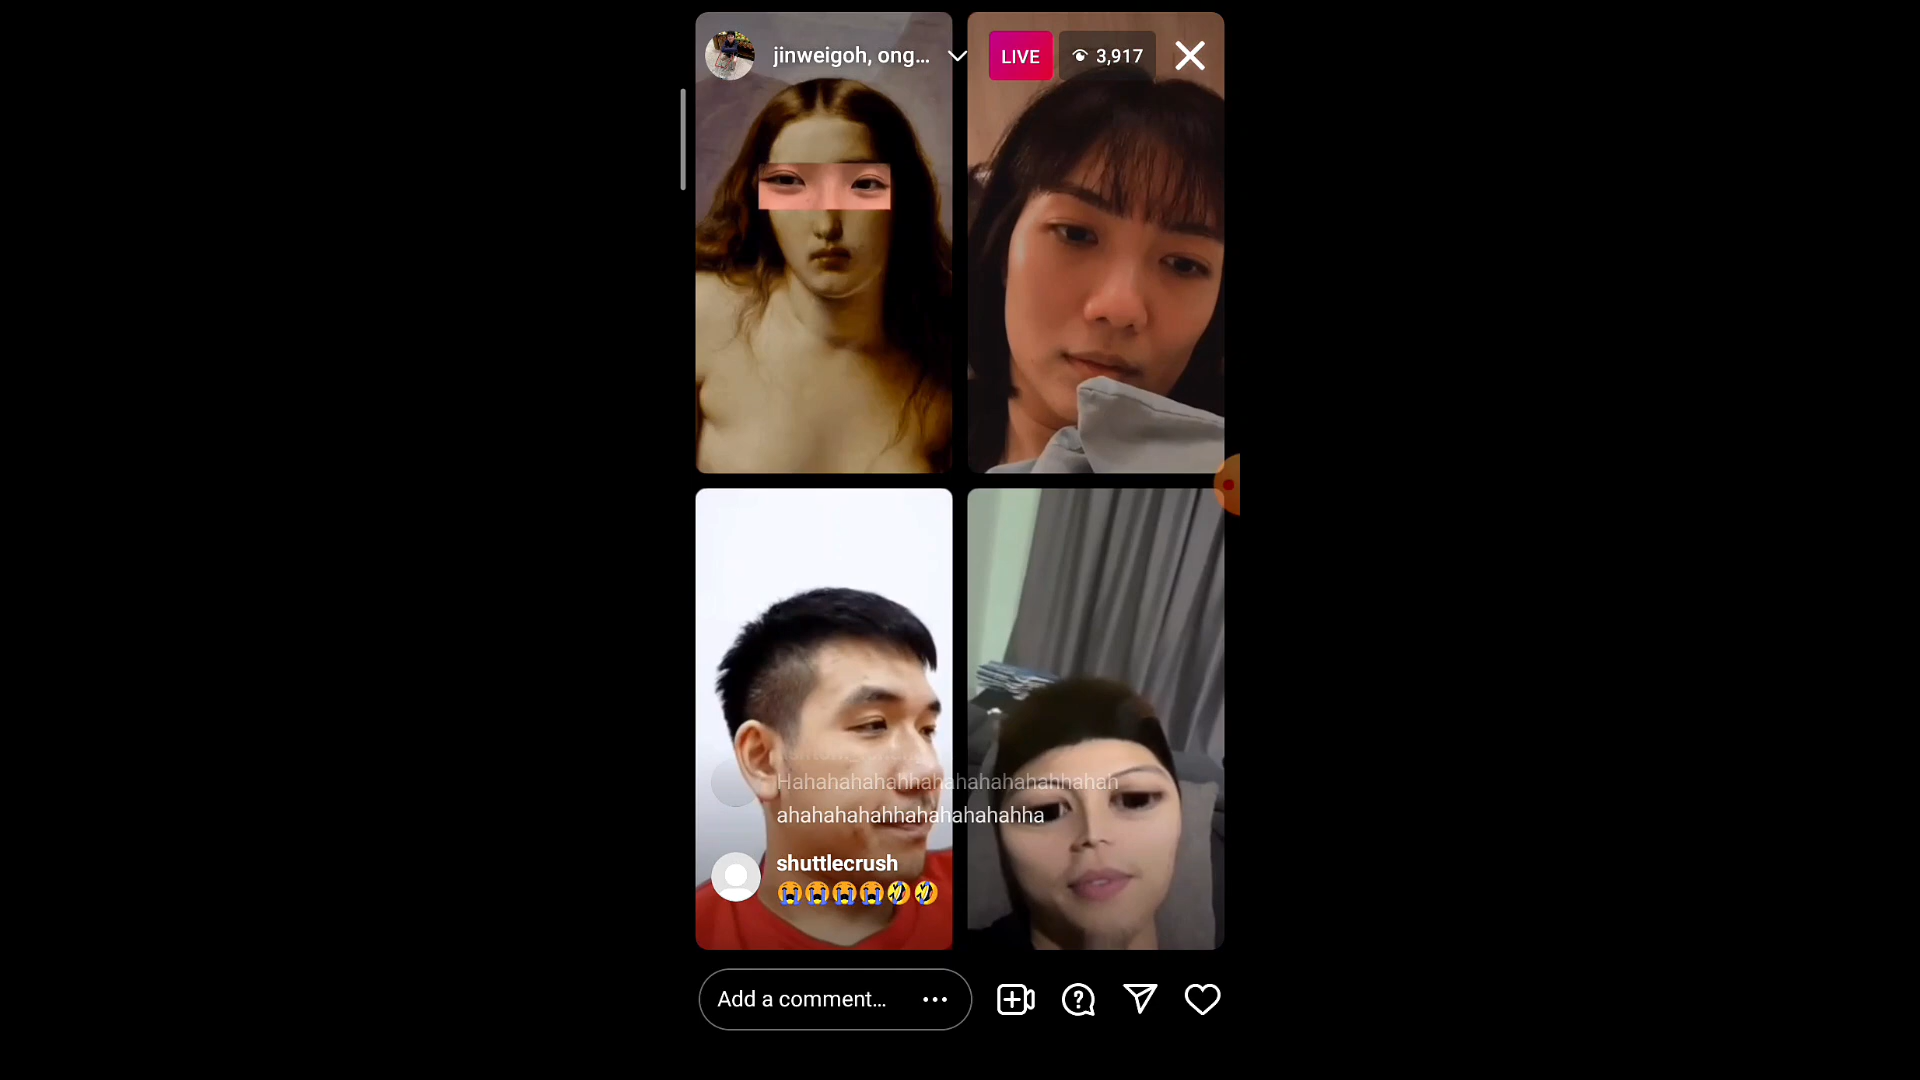 jinweigoh, ong...
LIVE
3,917
Hahahahahahhahahahahahahhahah
ahahahahahhahahahahahha
shuttlecrush
😭😭😭😭🤣🤣
Add a comment...